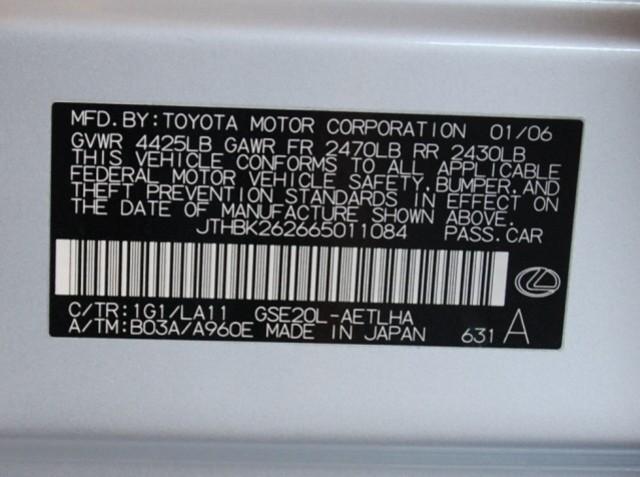 MFD. BY: TOYOTA MOTOR CORPORATION 01/06
GVWR 4425LB GAWR FR 2470LB RR 2430LB
THIS VEHICLE CONFORMS TO ALL APPLICABLE
FEDERAL MOTOR VEHICLE SAFETY, BUMPER, AND
THEFT PREVENTION STANDARDS IN EFFECT ON
THE DATE OF MANUFACTURE SHOWN ABOVE.
JTHBK262665011084 PASS. CAR
C/TR: 1G1/LA11 GSE20L-AETLHA
A/TM: B03A/A960E MADE IN JAPAN 631 A